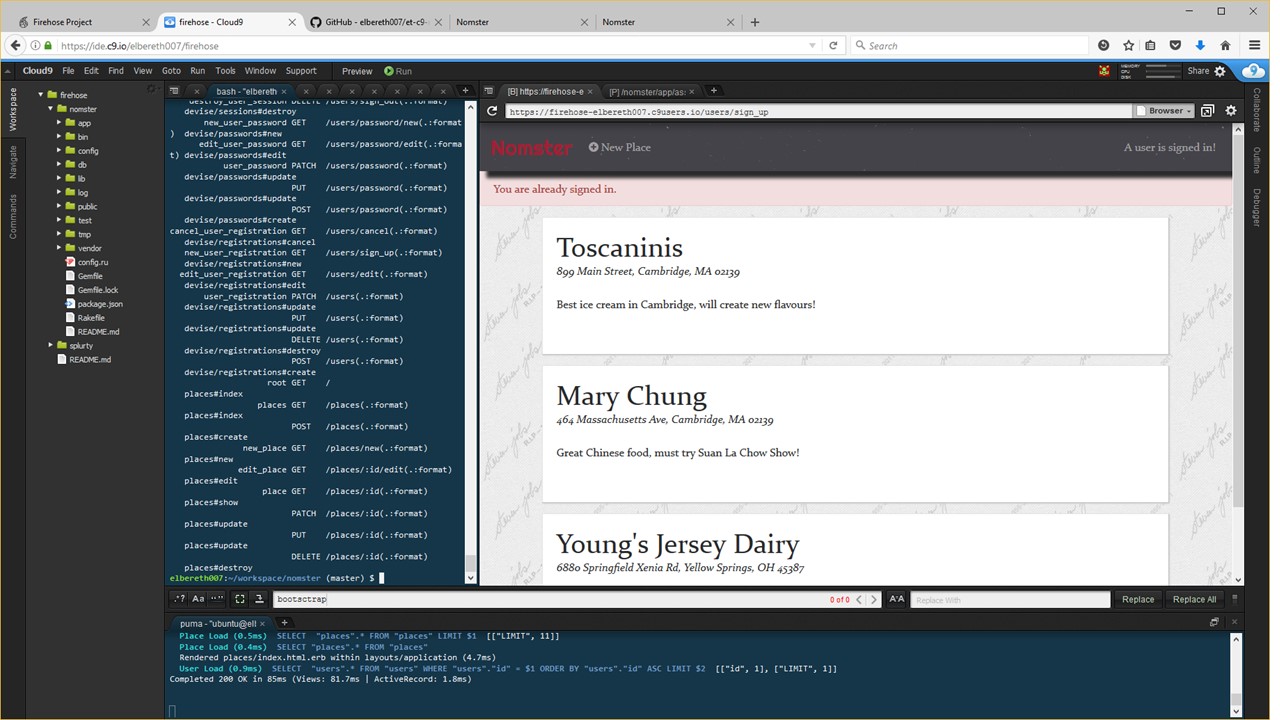 Firehose Project
firehose - Cloud9
GitHub - elbereth007/et-c9-
Nomster
Nomster
https://ide.c9.io/elbereth007/firehose
Search
Cloud9 File Edit Find View Goto Run Tools Window Support Preview Run
MEMORY
CPU
DISK
Share
Workspace
Navigate
Commands
firehose
nomster
app
bin
config
db
lib
log
public
test
tmp
vendor
config.ru
Gemfile
Gemfile.lock
package.json
Rakefile
README.md
splurty
README.md
bash - "elbereth
destroy_user_session DELETE /users/sign_out(.:format)
devise/sessions#destroy
new_user_password GET /users/password/new(.:format
) devise/passwords#new
edit_user_password GET /users/password/edit(.:forma
t) devise/passwords#edit
user_password PATCH /users/password(.:format)
devise/passwords#update
PUT /users/password(.:format)
devise/passwords#update
POST /users/password(.:format)
devise/passwords#create
cancel_user_registration GET /users/cancel(.:format)
devise/registrations#cancel
new_user_registration GET /users/sign_up(.:format)
devise/registrations#new
edit_user_registration GET /users/edit(.:format)
devise/registrations#edit
user_registration PATCH /users(.:format)
devise/registrations#update
PUT /users(.:format)
devise/registrations#update
DELETE /users(.:format)
devise/registrations#destroy
POST /users(.:format)
devise/registrations#create
root GET /
places#index
places GET /places(.:format)
places#index
POST /places(.:format)
places#create
new_place GET /places/new(.:format)
places#new
edit_place GET /places/:id/edit(.:format)
places#edit
place GET /places/:id(.:format)
places#show
PATCH /places/:id(.:format)
places#update
PUT /places/:id(.:format)
places#update
DELETE /places/:id(.:format)
places#destroy
elbereth007:~/workspace/nomster (master) $
[B] https://firehose-e
[P] /nomster/app/as:
https://firehose-elbereth007.c9users.io/users/sign_up
Browser
Nomster
New Place
A user is signed in!
You are already signed in.
Toscaninis
899 Main Street, Cambridge, MA 02139
Best ice cream in Cambridge, will create new flavours!
Mary Chung
464 Massachusetts Ave, Cambridge, MA 02139
Great Chinese food, must try Suan La Chow Show!
Young's Jersey Dairy
6880 Springfield Xenia Rd, Yellow Springs, OH 45387
Collaborate
Outline
Debugger
.* ? Aa “”
bootsctrap
0 of 0
Replace With
Replace
Replace All
puma - "ubuntu@ell
Place Load (0.5ms) SELECT "places".* FROM "places" LIMIT $1 [["LIMIT", 11]]
Place Load (0.4ms) SELECT "places".* FROM "places"
Rendered places/index.html.erb within layouts/application (4.7ms)
User Load (0.9ms) SELECT "users".* FROM "users" WHERE "users"."id" = $1 ORDER BY "users"."id" ASC LIMIT $2 [["id", 1], ["LIMIT", 1]]
Completed 200 OK in 85ms (Views: 81.7ms | ActiveRecord: 1.8ms)